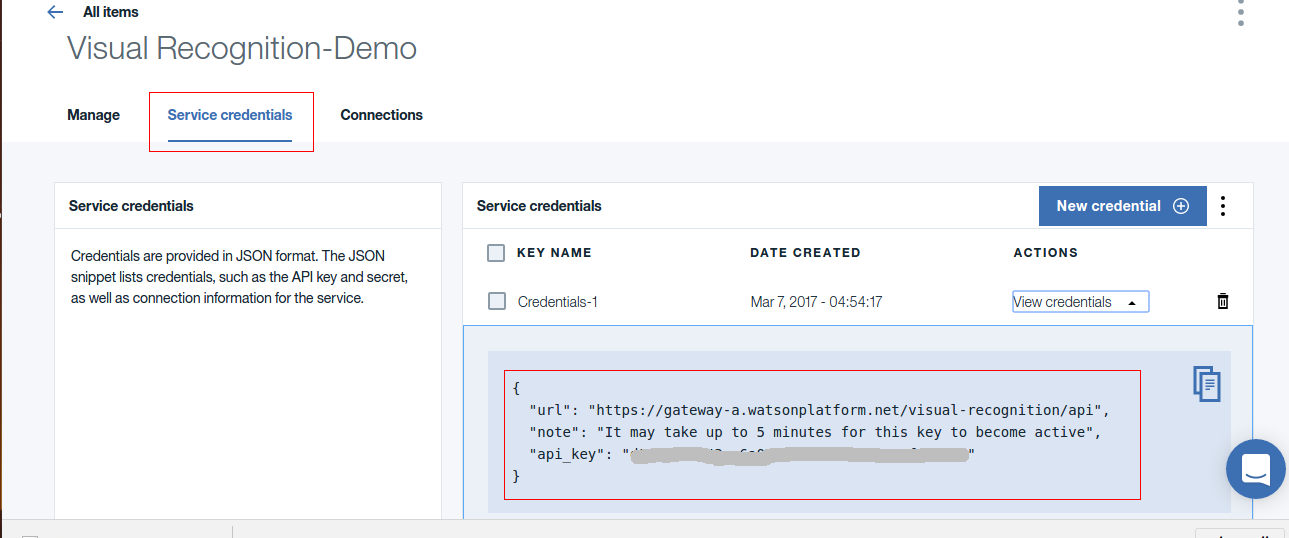 All items
Visual Recognition-Demo
Manage
Service credentials
Connections
Service credentials
Credentials are provided in JSON format. The JSON
snippet lists credentials, such as the API key and secret,
as well as connection information for the service.
Service credentials
New credential
KEY NAME DATE CREATED ACTIONS
Credentials-1 Mar 7, 2017 - 04:54:17 View credentials
{
"url": "https://gateway-a.watsonplatform.net/visual-recognition/api",
"note": "It may take up to 5 minutes for this key to become active",
"api_key": " "
}